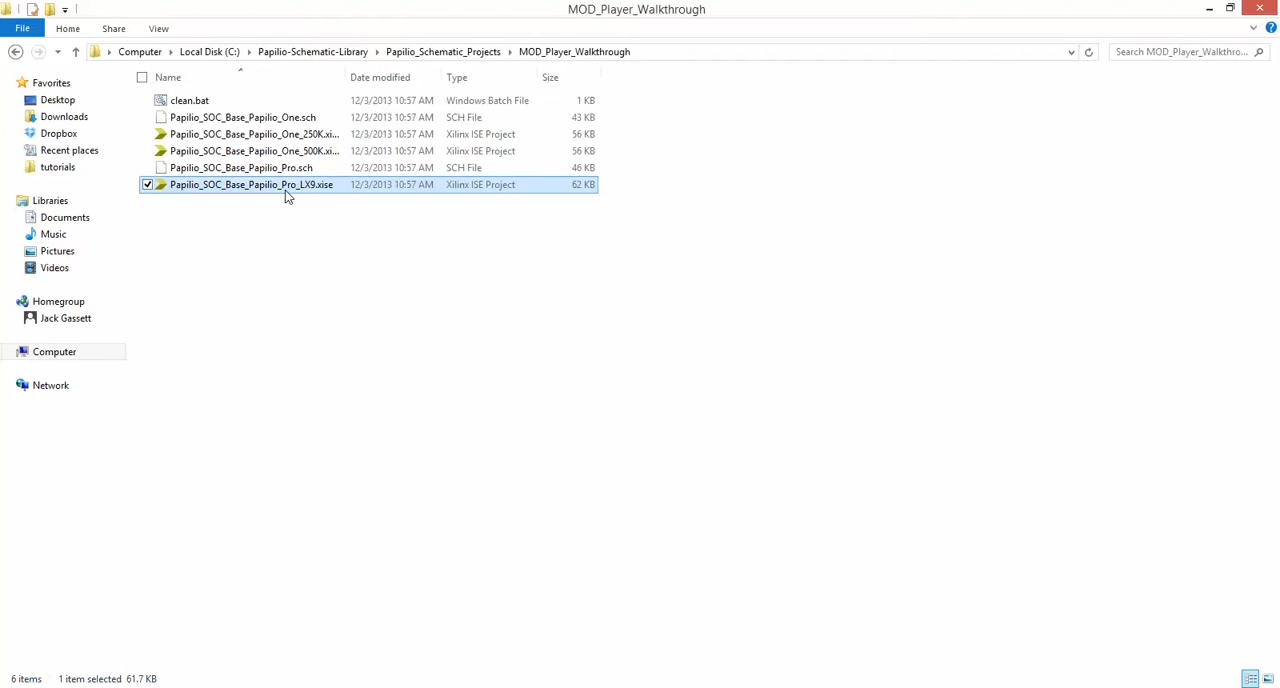 MOD_Player_Walkthrough
File Home Share View
Computer Local Disk (C:) Papilio-Schematic-Library Papilio_Schematic_Projects MOD_Player_Walkthrough Search MOD_Player_Walkthro...
Name Date modified Type Size
Favorites
Desktop
Downloads
Dropbox
Recent places
tutorials
Libraries
Documents
Music
Pictures
Videos
Homegroup
Jack Gassett
Computer
Network
clean.bat 12/3/2013 10:57 AM Windows Batch File 1 KB
Papilio_SOC_Base_Papilio_One.sch 12/3/2013 10:57 AM SCH File 43 KB
Papilio_SOC_Base_Papilio_One_250K.xi... 12/3/2013 10:57 AM Xilinx ISE Project 56 KB
Papilio_SOC_Base_Papilio_One_500K.xi... 12/3/2013 10:57 AM Xilinx ISE Project 56 KB
Papilio_SOC_Base_Papilio_Pro.sch 12/3/2013 10:57 AM SCH File 46 KB
Papilio_SOC_Base_Papilio_Pro_LX9.xise 12/3/2013 10:57 AM Xilinx ISE Project 62 KB
6 items 1 item selected 61.7 KB